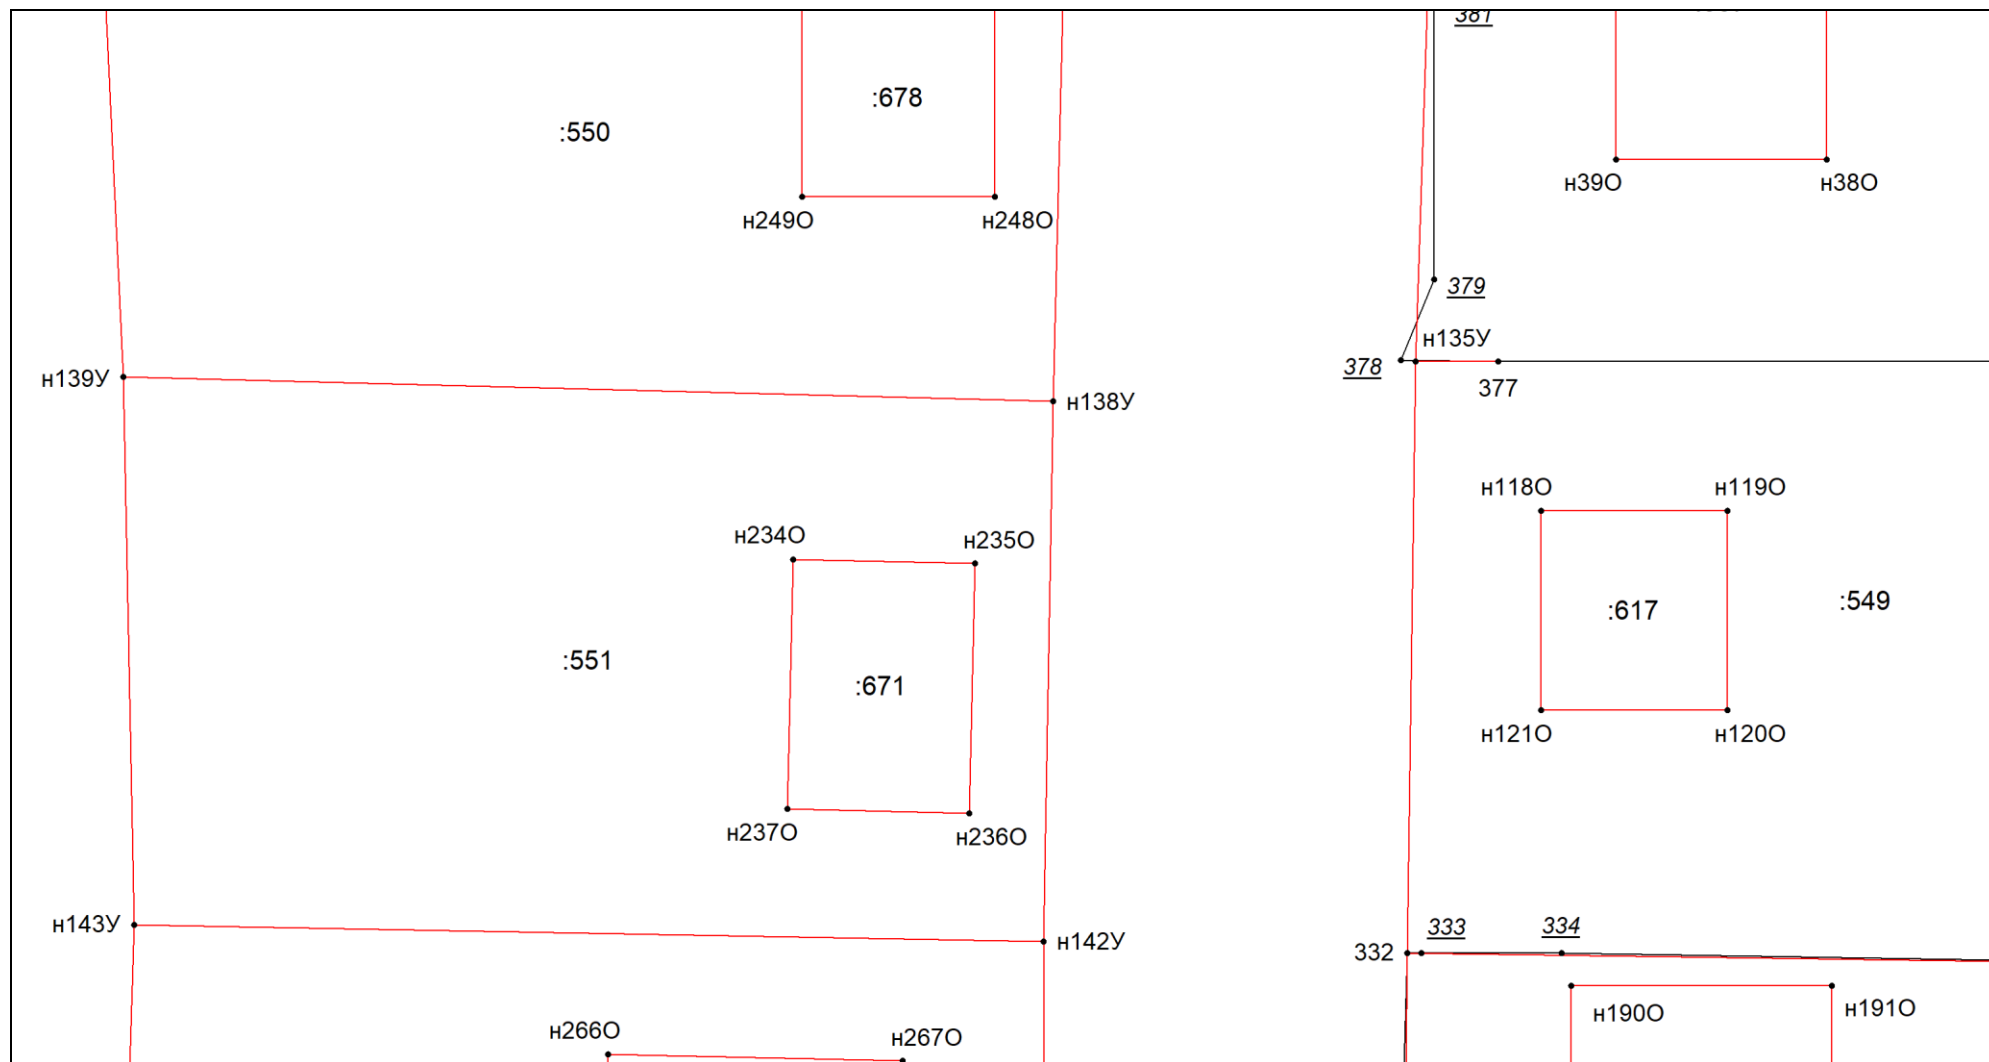 381
:678
:550
н39О
н38О
н249О
н248О
379
н135У
378
377
н139У
н138У
н118О
н119О
н234О
н235О
:549
:617
:551
:671
н121О
н120О
н237О
н236О
н143У
333
334
н142У
332
н190О
н191О
н266О
н267О